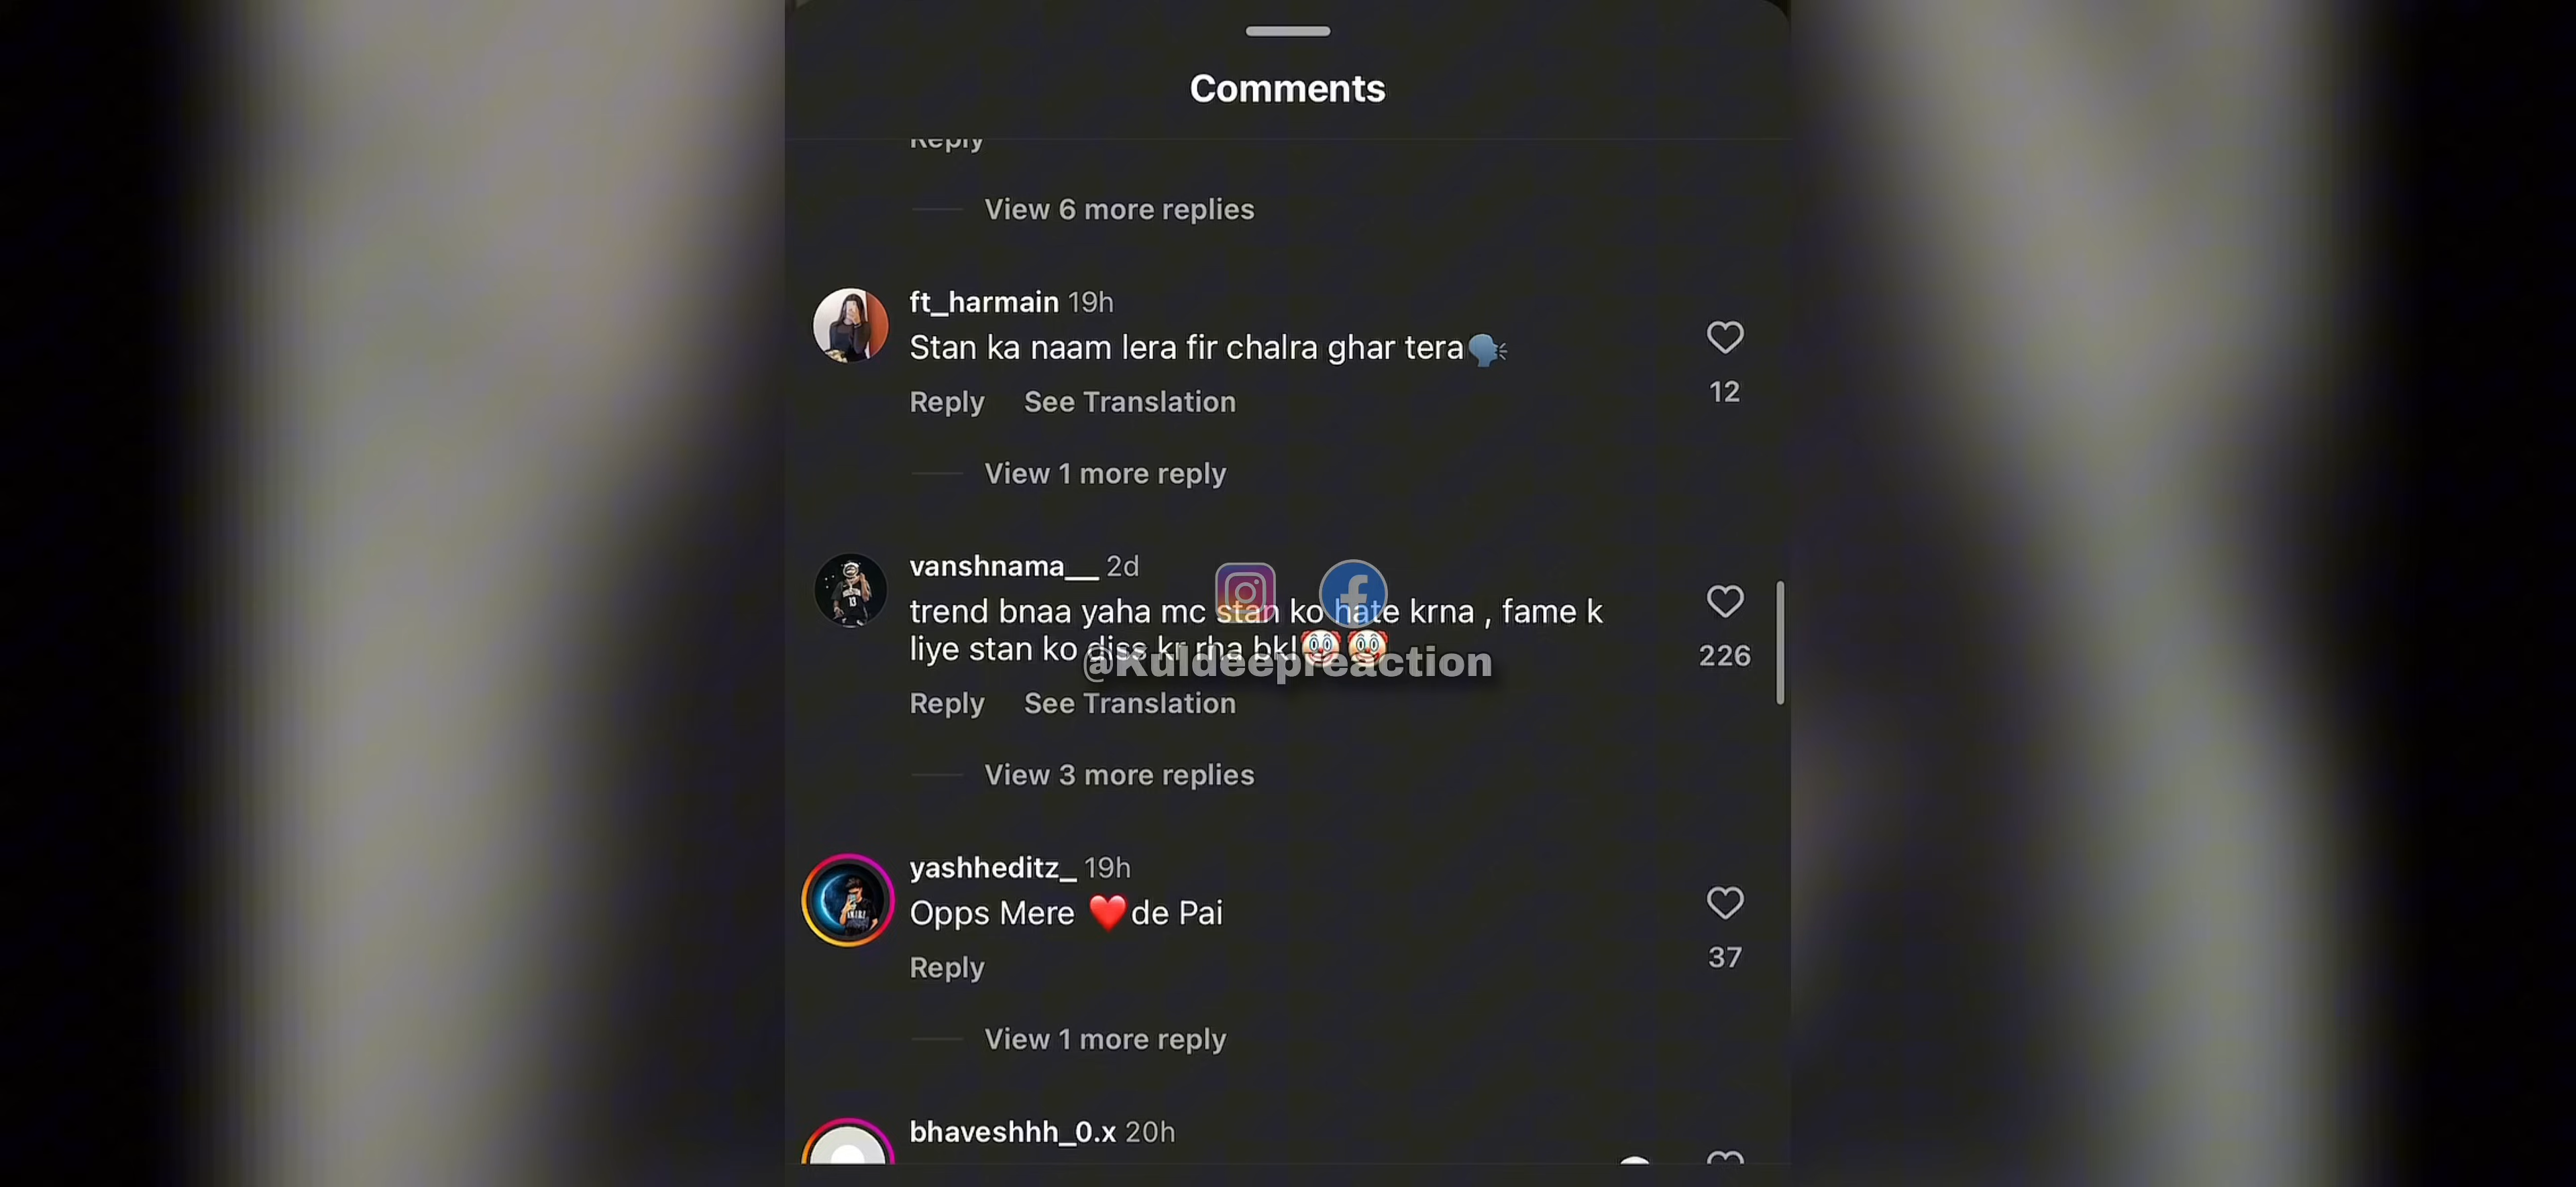 Comments
Reply
View 6 more replies
ft_harmain 19h
Stan ka naam lera fir chalra ghar tera🗣️
Reply See Translation
View 1 more reply
vanshnama__ 2d
trend bnaa yaha mc stan ko hate krna , fame k
liye stan ko diss kr rha bkl🤡🤡
@Kuldeepreaction
Reply See Translation
View 3 more replies
yashheditz_ 19h
Opps Mere ❤️de Pai
Reply
View 1 more reply
bhaveshhh_0.x 20h
12
226
37